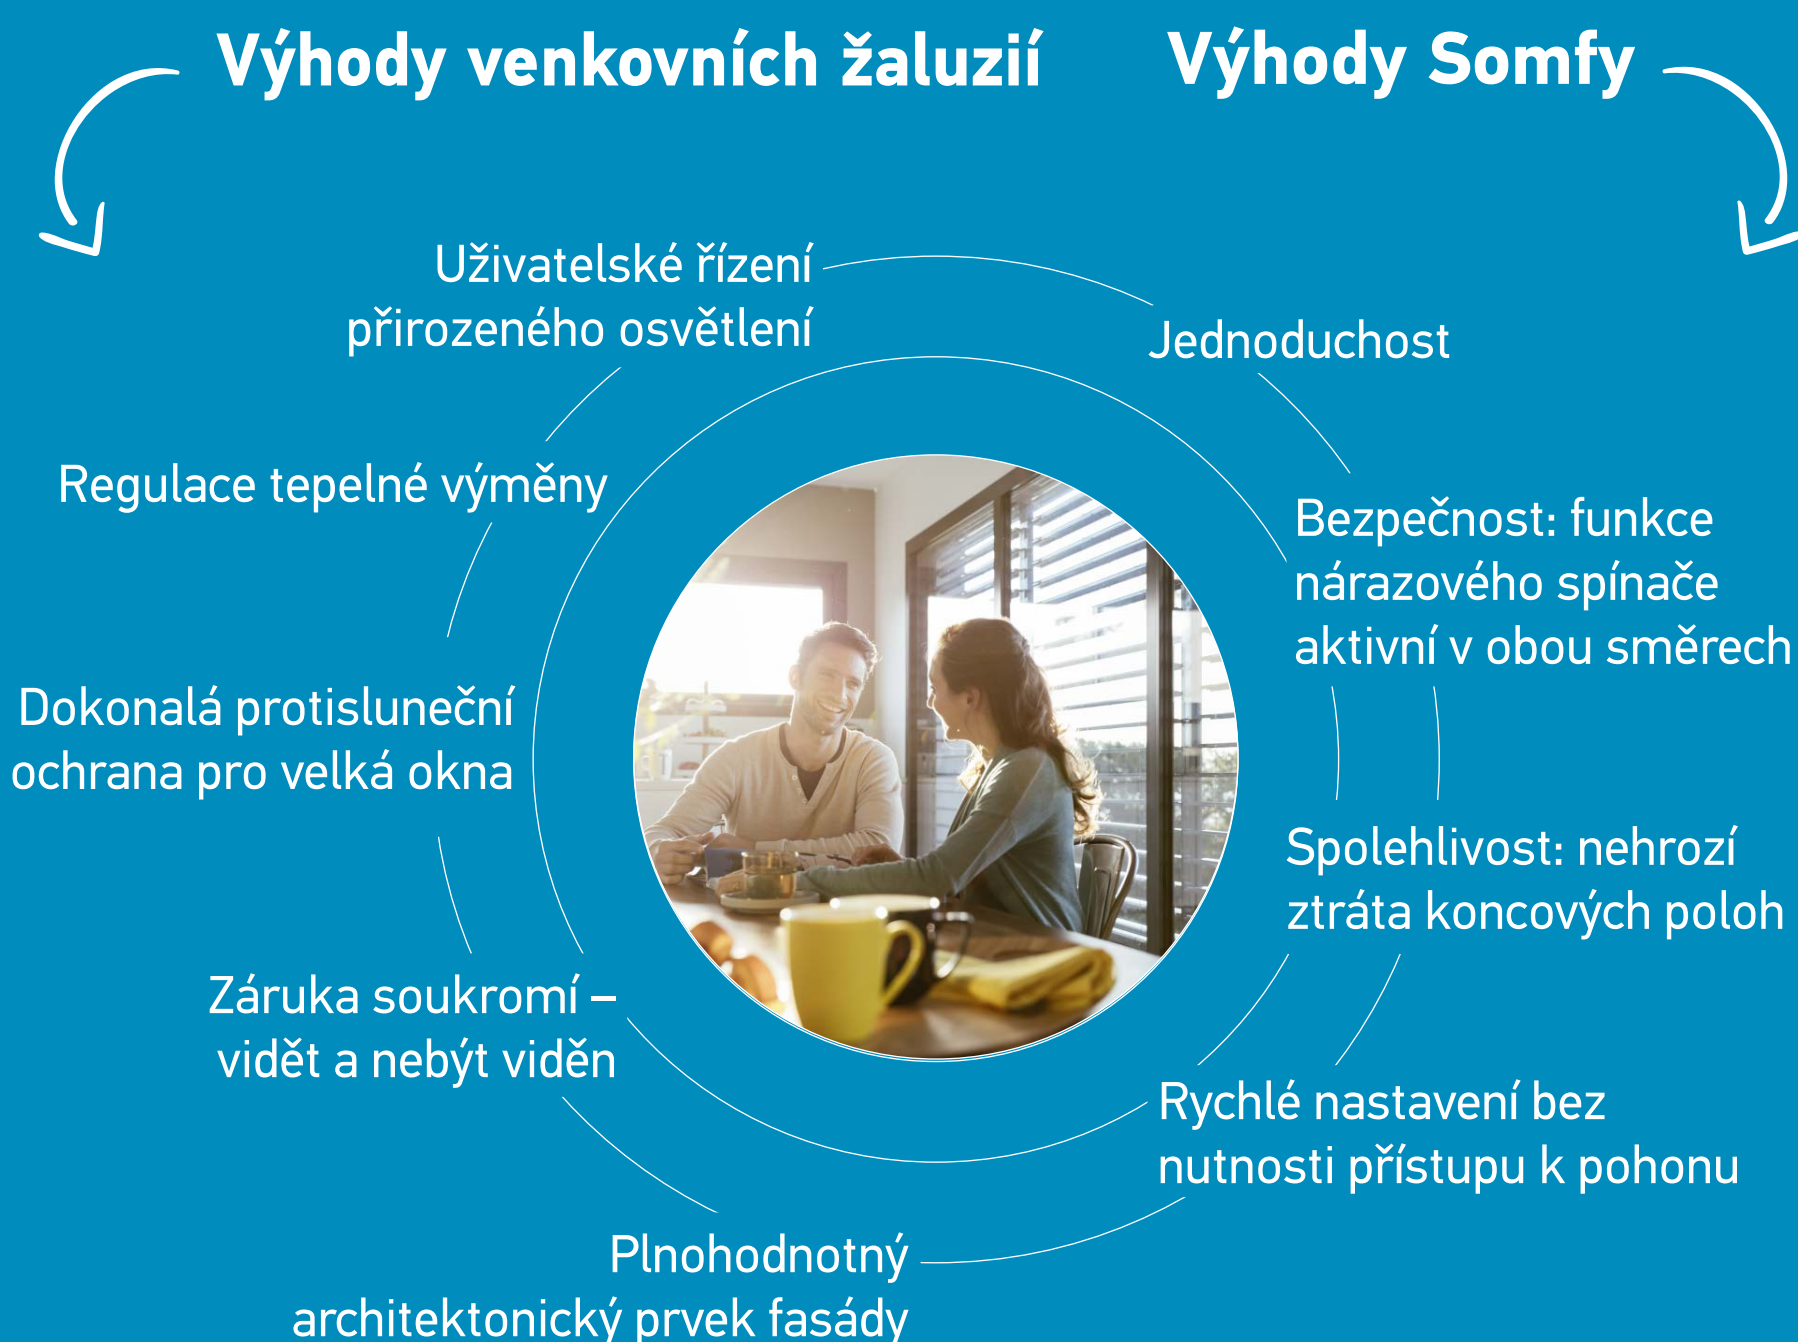 Výhody venkovních žaluzií
Uživatelské řízení
přirozeného osvětlení
Regulace tepelné výměny
Dokonalá protisluneční
ochrana pro velká okna
Záruka soukromí –
vidět a nebýt viděn
Plnohodnotný
architektonický prvek fasády
Výhody Somfy
Jednoduchost
Bezpečnost: funkce
nárazového spínače
aktivní v obou směrech
Spolehlivost: nehrozí
ztráta koncových poloh
Rychlé nastavení bez
nutnosti přístupu k pohonu